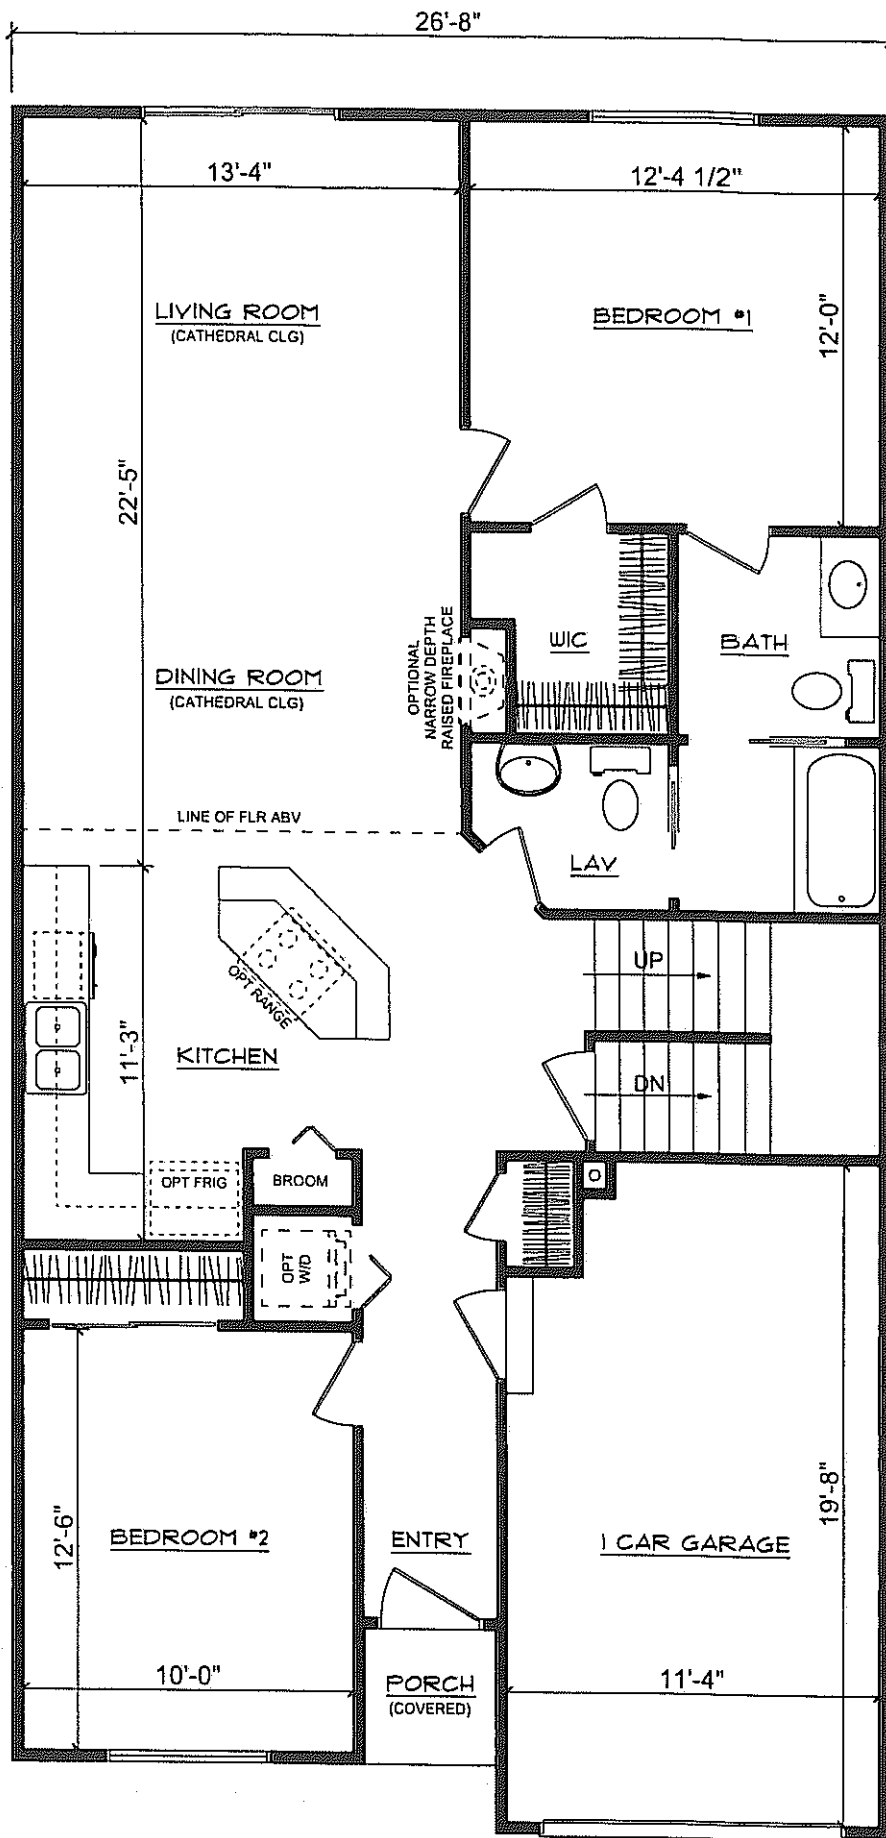 26'-8"
13'-4"
12'-4 1/2"
LIVING ROOM
(CATHEDRAL CLG)
BEDROOM #1
12'-0"
22'-5"
OPTIONAL
NARROW DEPTH
RAISED FIREPLACE
WIC
BATH
DINING ROOM
(CATHEDRAL CLG)
LINE OF FLR ABV
LAV
OPT RANGE
UP
KITCHEN
11'-3"
DN
OPT FRIG
BROOM
OPT
W/D
BEDROOM #2
12'-6"
ENTRY
1 CAR GARAGE
19'-8"
10'-0"
PORCH
(COVERED)
11'-4"